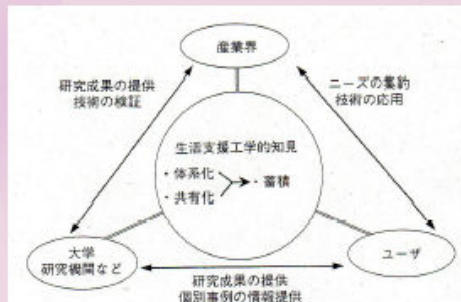 産業界
研究成果の提供
技術の検証
ニーズの集約
技術の応用
生活支援工学的知見
・体系化
・共有化
・蓄積
大学
研究機関など
ユーザ
研究成果の提供
個別事例の情報提供